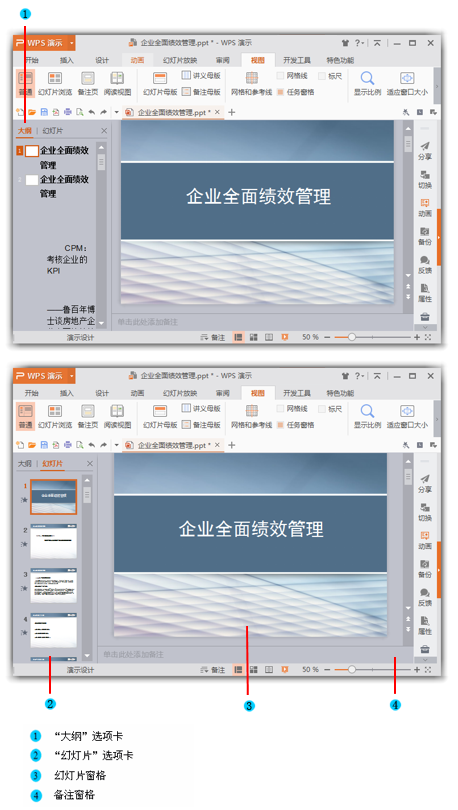 1
WPS 演示
企业全面绩效管理.ppt * - WPS 演示
开始 插入 设计 动画 幻灯片放映 审阅 视图 开发工具 特色功能
普通 幻灯片浏览 备注页 阅读视图 幻灯片母版 讲义母版 备注母版 网格和参考线 网格线 标尺 任务窗格 显示比例 适应窗口大小
企业全面绩效管理.ppt *
大纲 幻灯片
1 企业全面绩效
管理
2 企业全面绩效
管理
CPM:
考核企业的
KPI
——鲁百年博
士谈房地产企
企业全面绩效管理
单击此处添加备注
分享
切换
动画
备份
反馈
属性
演示设计 备注 50 %
WPS 演示
企业全面绩效管理.ppt * - WPS 演示
开始 插入 设计 动画 幻灯片放映 审阅 视图 开发工具 特色功能
普通 幻灯片浏览 备注页 阅读视图 幻灯片母版 讲义母版 备注母版 网格和参考线 网格线 标尺 任务窗格 显示比例 适应窗口大小
企业全面绩效管理.ppt *
大纲 幻灯片
1
2
3
4
企业全面绩效管理
单击此处添加备注
分享
切换
动画
备份
反馈
属性
演示设计 备注 50 %
2 3 4
1 “大纲”选项卡
2 “幻灯片”选项卡
3 幻灯片窗格
4 备注窗格